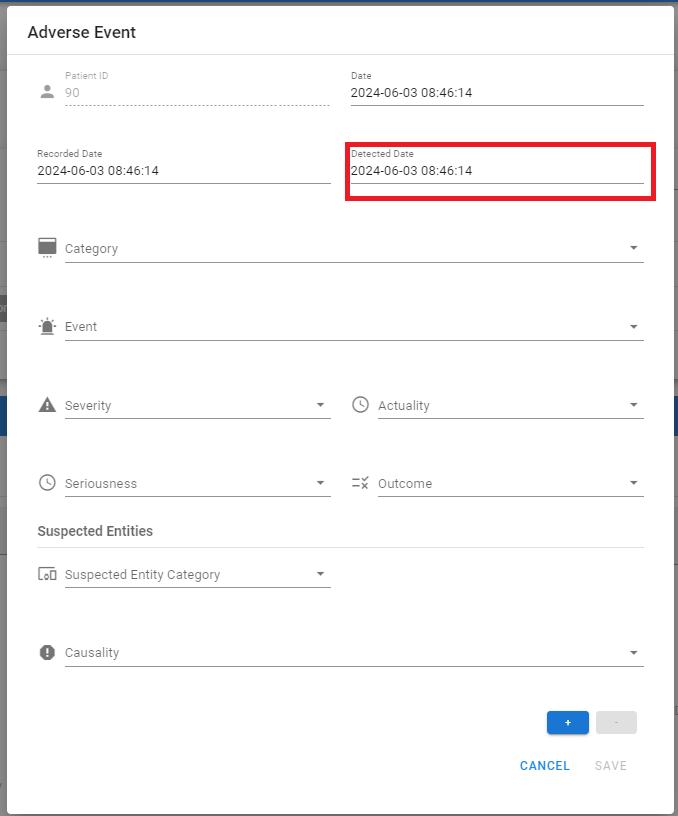 Adverse Event
Patient ID
90
Date
2024-06-03 08:46:14
Recorded Date
2024-06-03 08:46:14
Detected Date
2024-06-03 08:46:14
Category
Event
Severity
Actuality
Seriousness
Outcome
Suspected Entities
Suspected Entity Category
Causality
+
-
CANCEL
SAVE